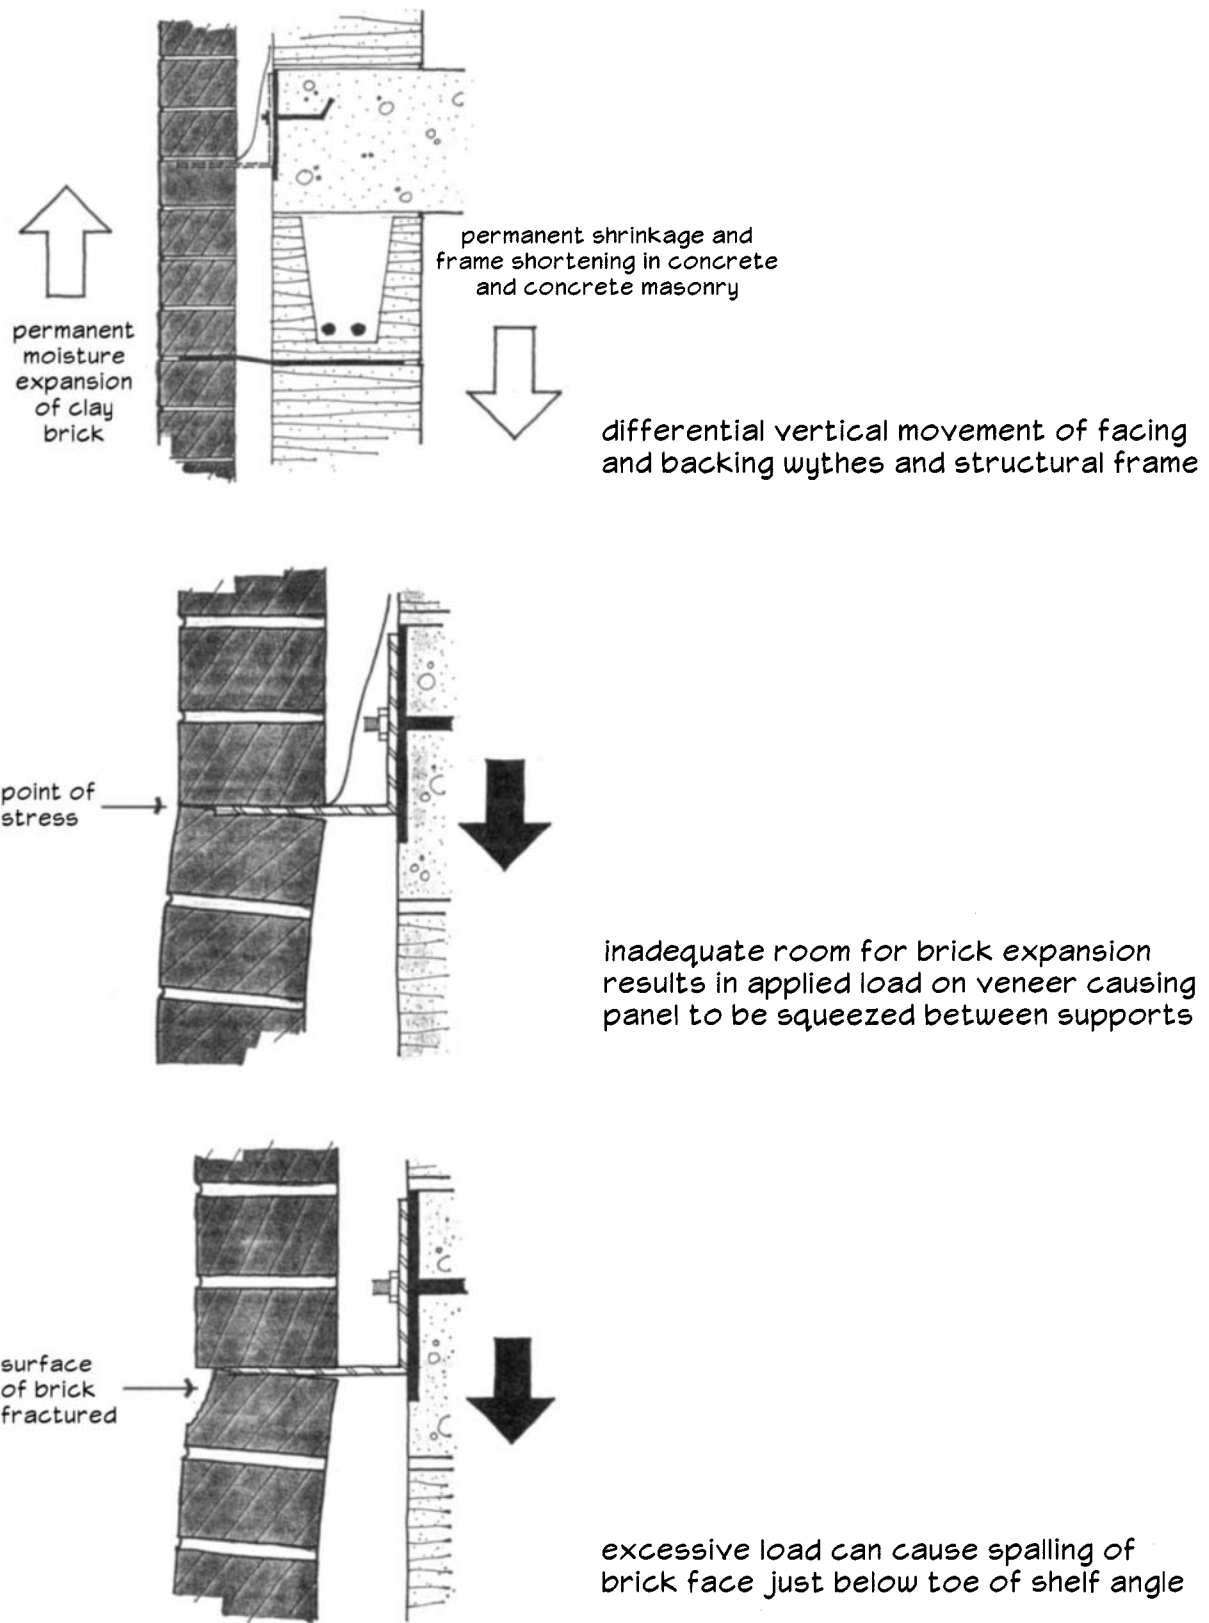 permanent shrinkage and
frame shortening in concrete
and concrete masonry
permanent
moisture
expansion
of clay
brick
differential vertical movement of facing
and backing wythes and structural frame
point of
stress
inadequate room for brick expansion
results in applied load on veneer causing
panel to be squeezed between supports
surface
of brick
fractured
excessive load can cause spalling of
brick face just below toe of shelf angle